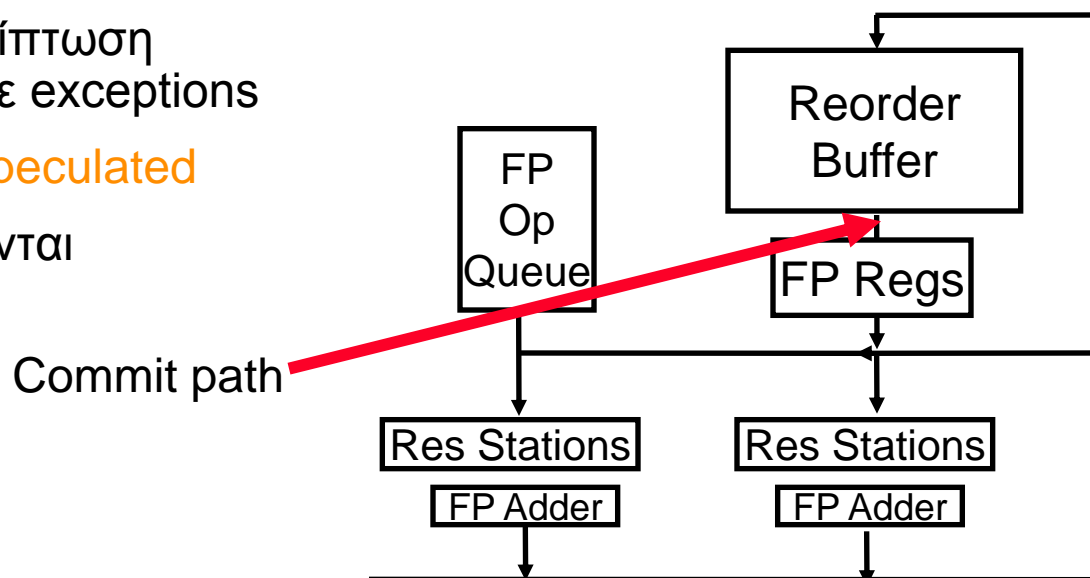 ίπτωση
ε exceptions
peculated
νται
Commit path
FP
Op
Queue
Reorder
Buffer
FP Regs
Res Stations
Res Stations
FP Adder
FP Adder